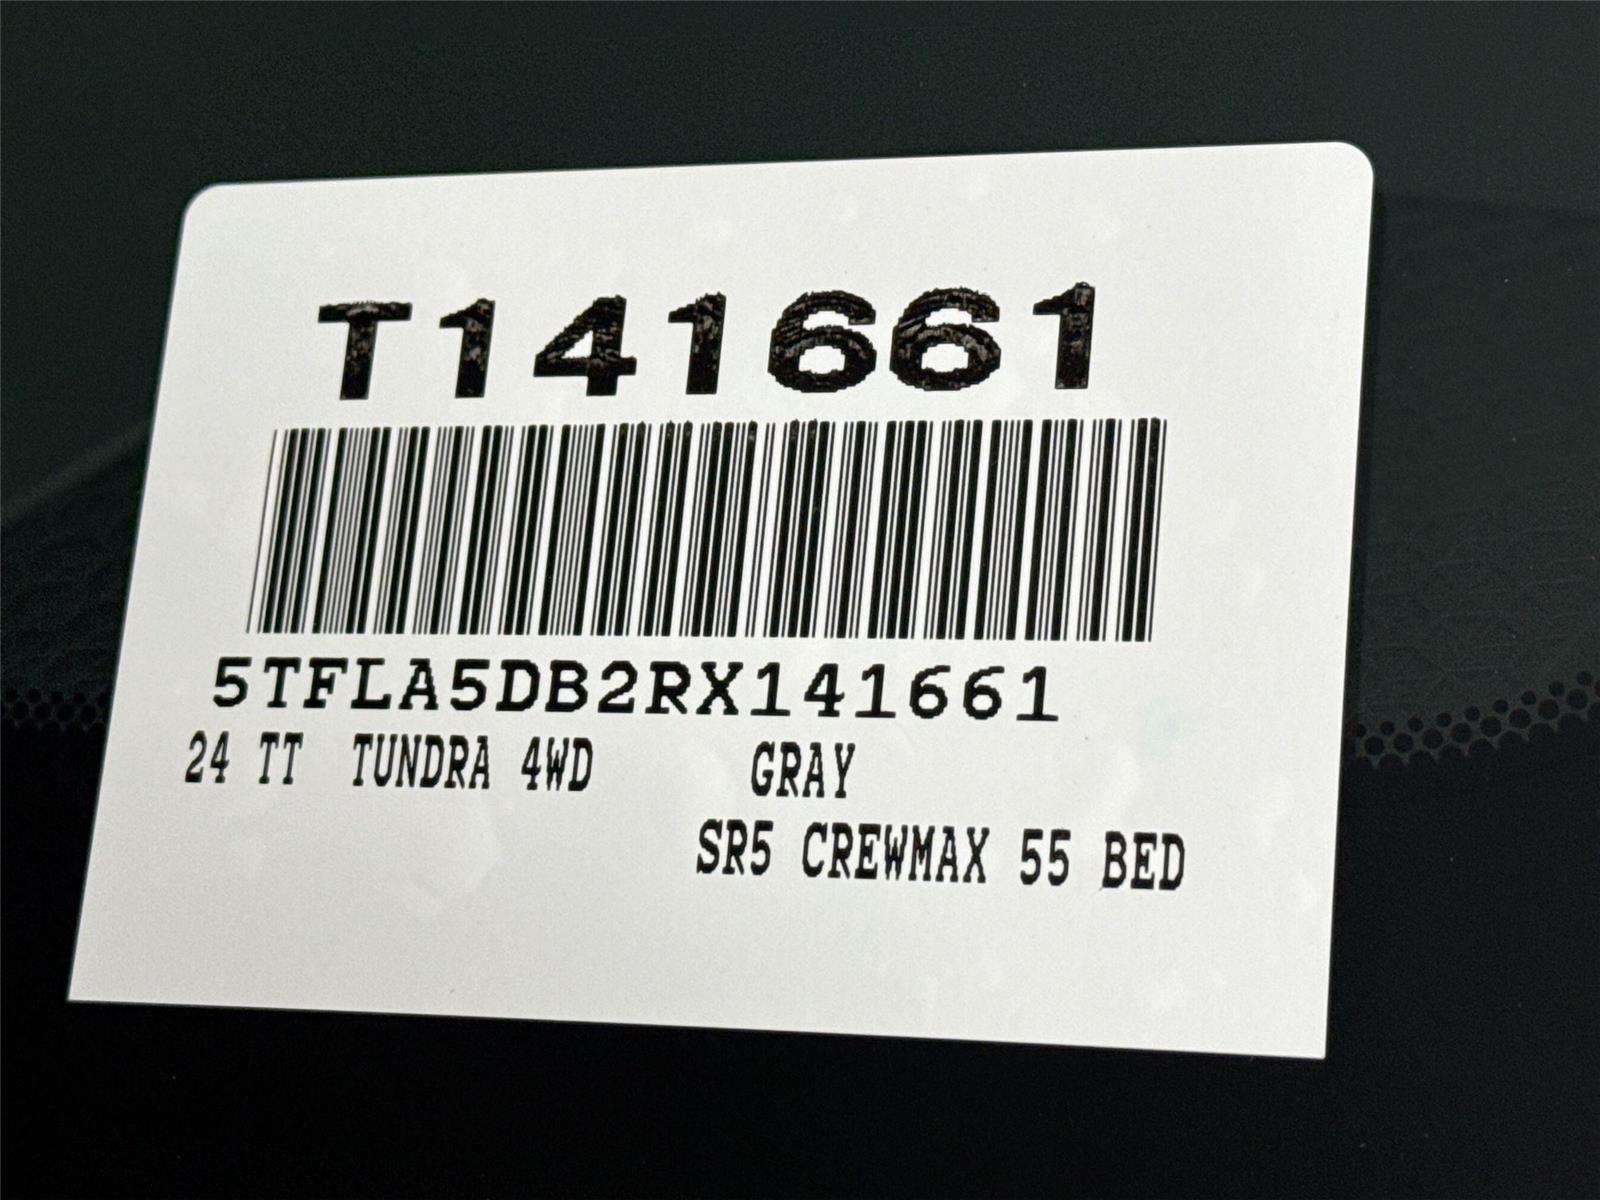 T141661
5TFLA5DB2RX141661
24 TT TUNDRA 4WD GRAY
SR5 CREWMAX 55 BED